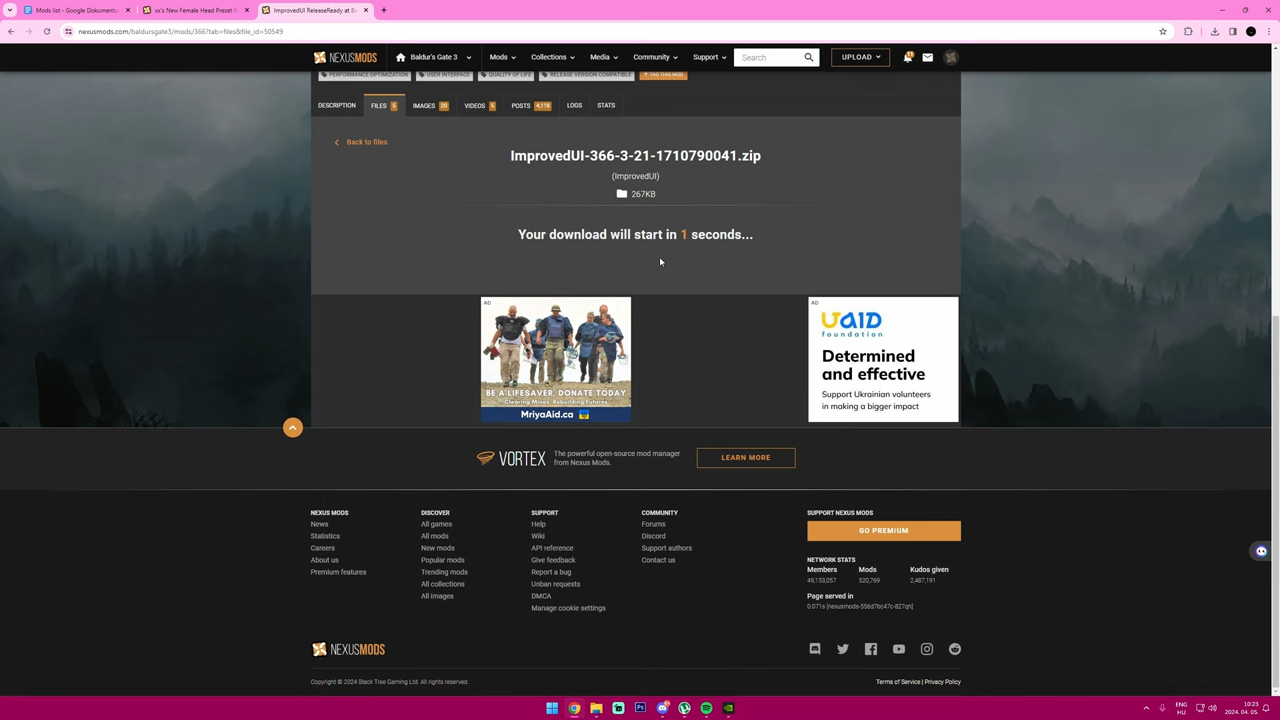 Mods list - Google Dokumentu
xx's New Female Head Preset f
ImprovedUI ReleaseReady at B
nexusmods.com/baldursgate3/mods/366?tab=files&file_id=50549
NEXUSMODS
Baldur's Gate 3
Mods
Collections
Media
Community
Support
Search
UPLOAD
PERFORMANCE OPTIMIZATION
USER INTERFACE
QUALITY OF LIFE
RELEASE VERSION COMPATIBLE
TAG THIS MOD
DESCRIPTION
FILES 5
IMAGES 20
VIDEOS 5
POSTS 4,118
LOGS
STATS
Back to files
ImprovedUI-366-3-21-1710790041.zip
(ImprovedUI)
267KB
Your download will start in 1 seconds...
AD
BE A LIFESAVER, DONATE TODAY
Clearing Mines, Rebuilding Futures
MriyaAid.ca
AD
UAID
foundation
Determined
and effective
Support Ukrainian volunteers
in making a bigger impact
VORTEX
The powerful open-source mod manager
from Nexus Mods.
LEARN MORE
NEXUS MODS
News
Statistics
Careers
About us
Premium features
DISCOVER
All games
All mods
New mods
Popular mods
Trending mods
All collections
All images
SUPPORT
Help
Wiki
API reference
Give feedback
Report a bug
Unban requests
DMCA
Manage cookie settings
COMMUNITY
Forums
Discord
Support authors
Contact us
SUPPORT NEXUS MODS
GO PREMIUM
NETWORK STATS
Members Mods Kudos given
49,153,057 520,769 2,487,191
Page served in
0.071s [nexusmods-556d7bc47c-827qh]
NEXUSMODS
Copyright © 2024 Black Tree Gaming Ltd. All rights reserved.
Terms of Service | Privacy Policy
ENG
HU
10:23
2024. 04. 05.